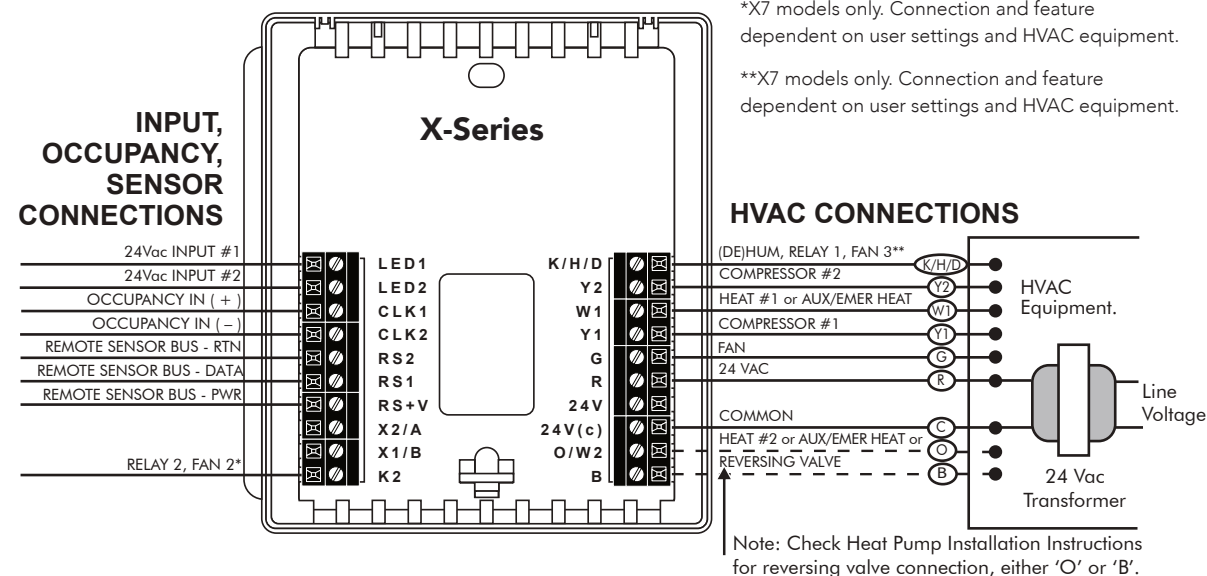 *X7 models only. Connection and feature
dependent on user settings and HVAC equipment.
**X7 models only. Connection and feature
dependent on user settings and HVAC equipment.
X-Series
INPUT,
OCCUPANCY,
SENSOR
CONNECTIONS
24Vac INPUT #1
24Vac INPUT #2
OCCUPANCY IN ( + )
OCCUPANCY IN ( – )
REMOTE SENSOR BUS - RTN
REMOTE SENSOR BUS - DATA
REMOTE SENSOR BUS - PWR
RELAY 2, FAN 2*
LED1
LED2
CLK1
CLK2
RS2
RS1
RS+V
X2/A
X1/B
K2
K/H/D
Y2
W1
Y1
G
R
24V
24V(c)
O/W2
B
HVAC CONNECTIONS
(DE)HUM, RELAY 1, FAN 3**
COMPRESSOR #2
HEAT #1 or AUX/EMER HEAT
COMPRESSOR #1
FAN
24 VAC
COMMON
HEAT #2 or AUX/EMER HEAT or
REVERSING VALVE
K/H/D
Y2
W1
Y1
G
R
C
O
B
HVAC
Equipment.
Line
Voltage
24 Vac
Transformer
Note: Check Heat Pump Installation Instructions
for reversing valve connection, either ‘O’ or ‘B’.